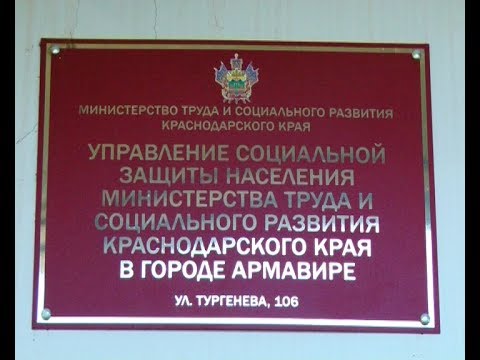 МИНИСТЕРСТВО ТРУДА И СОЦИАЛЬНОГО РАЗВИТИЯ
КРАСНОДАРСКОГО КРАЯ
УПРАВЛЕНИЕ СОЦИАЛЬНОЙ
ЗАЩИТЫ НАСЕЛЕНИЯ
МИНИСТЕРСТВА ТРУДА И
СОЦИАЛЬНОГО РАЗВИТИЯ
КРАСНОДАРСКОГО КРАЯ
В ГОРОДЕ АРМАВИРЕ
УЛ. ТУРГЕНЕВА, 106